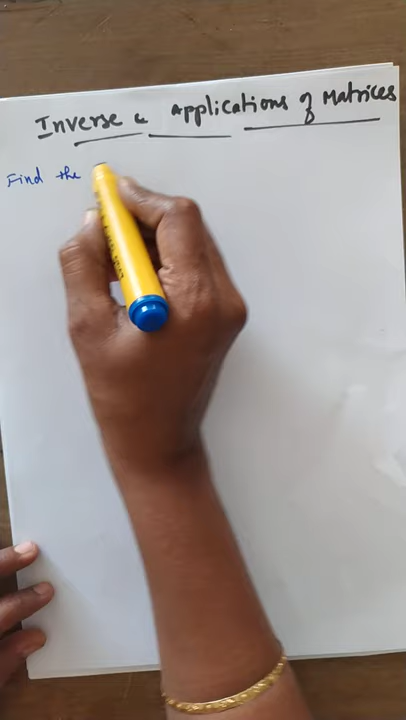 Inverse & Applications of Matrices
Find the